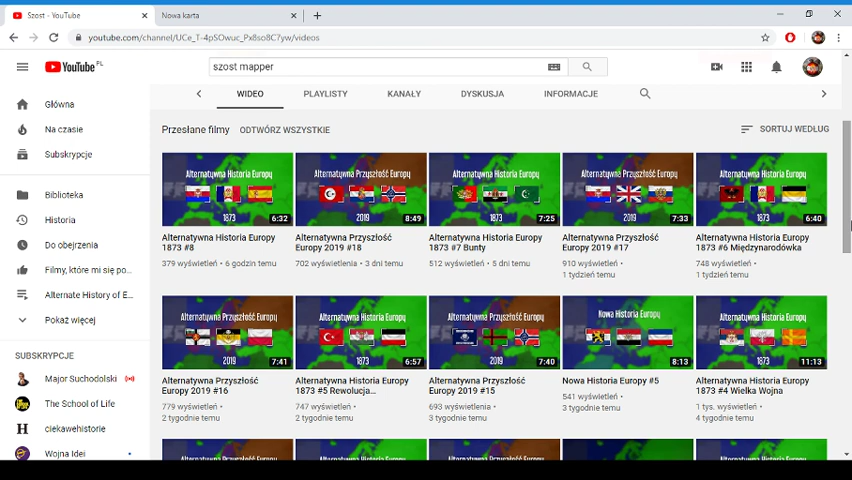 Szost - YouTube
Nowa karta
youtube.com/channel/UCe_T-4pSOwuc_Px8so8C7yw/videos
YouTube PL
szost mapper
WIDEO
PLAYLISTY
KANAŁY
DYSKUSJA
INFORMACJE
Główna
Na czasie
Subskrypcje
Biblioteka
Historia
Do obejrzenia
Filmy, które mi się po...
Alternate History of E...
Pokaż więcej
SUBSKRYPCJE
Major Suchodolski
The School of Life
ciekawehistorie
Wojna Idei
Przesłane filmy
ODTWÓRZ WSZYSTKIE
SORTUJ WEDŁUG
Alternatywna Historia Europy
1873
6:32
Alternatywna Historia Europy
1873 #8
379 wyświetleń • 6 godzin temu
Alternatywna Przyszłość Europy
2019
8:49
Alternatywna Przyszłość
Europy 2019 #18
702 wyświetlenia • 3 dni temu
Alternatywna Historia Europy
1873
7:25
Alternatywna Historia Europy
1873 #7 Bunty
512 wyświetleń • 5 dni temu
Alternatywna Przyszłość Europy
2019
7:33
Alternatywna Przyszłość
Europy 2019 #17
910 wyświetleń •
1 tydzień temu
Alternatywna Historia Europy
1873
6:40
Alternatywna Historia Europy
1873 #6 Międzynarodówka
748 wyświetleń •
1 tydzień temu
Alternatywna Przyszłość Europy
2019
7:41
Alternatywna Przyszłość
Europy 2019 #16
779 wyświetleń •
2 tygodnie temu
Alternatywna Historia Europy
1873
6:57
Alternatywna Historia Europy
1873 #5 Rewolucja...
747 wyświetleń •
2 tygodnie temu
Alternatywna Przyszłość Europy
2019
7:40
Alternatywna Przyszłość
Europy 2019 #15
693 wyświetlenia •
3 tygodnie temu
Nowa Historia Europy
8:13
Nowa Historia Europy #5
541 wyświetleń •
3 tygodnie temu
Alternatywna Historia Europy
1873
11:13
Alternatywna Historia Europy
1873 #4 Wielka Wojna
1 tys. wyświetleń •
4 tygodnie temu